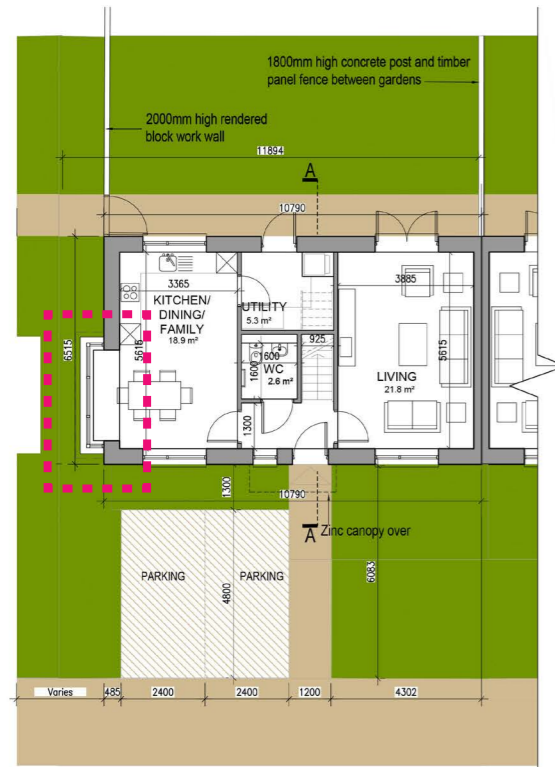 1800mm high concrete post and timber
panel fence between gardens
2000mm high rendered
block work wall
11894
A
10790
3365
3885
KITCHEN/
DINING/
FAMILY
18.9 m²
UTILITY
5.3 m²
6515
5615
925
1600
WC
2.6 m²
1600
LIVING
21.8 m²
5615
1300
1300
10790
A
Zinc canopy over
PARKING
PARKING
4800
6083
Varies
485
2400
2400
1200
4302